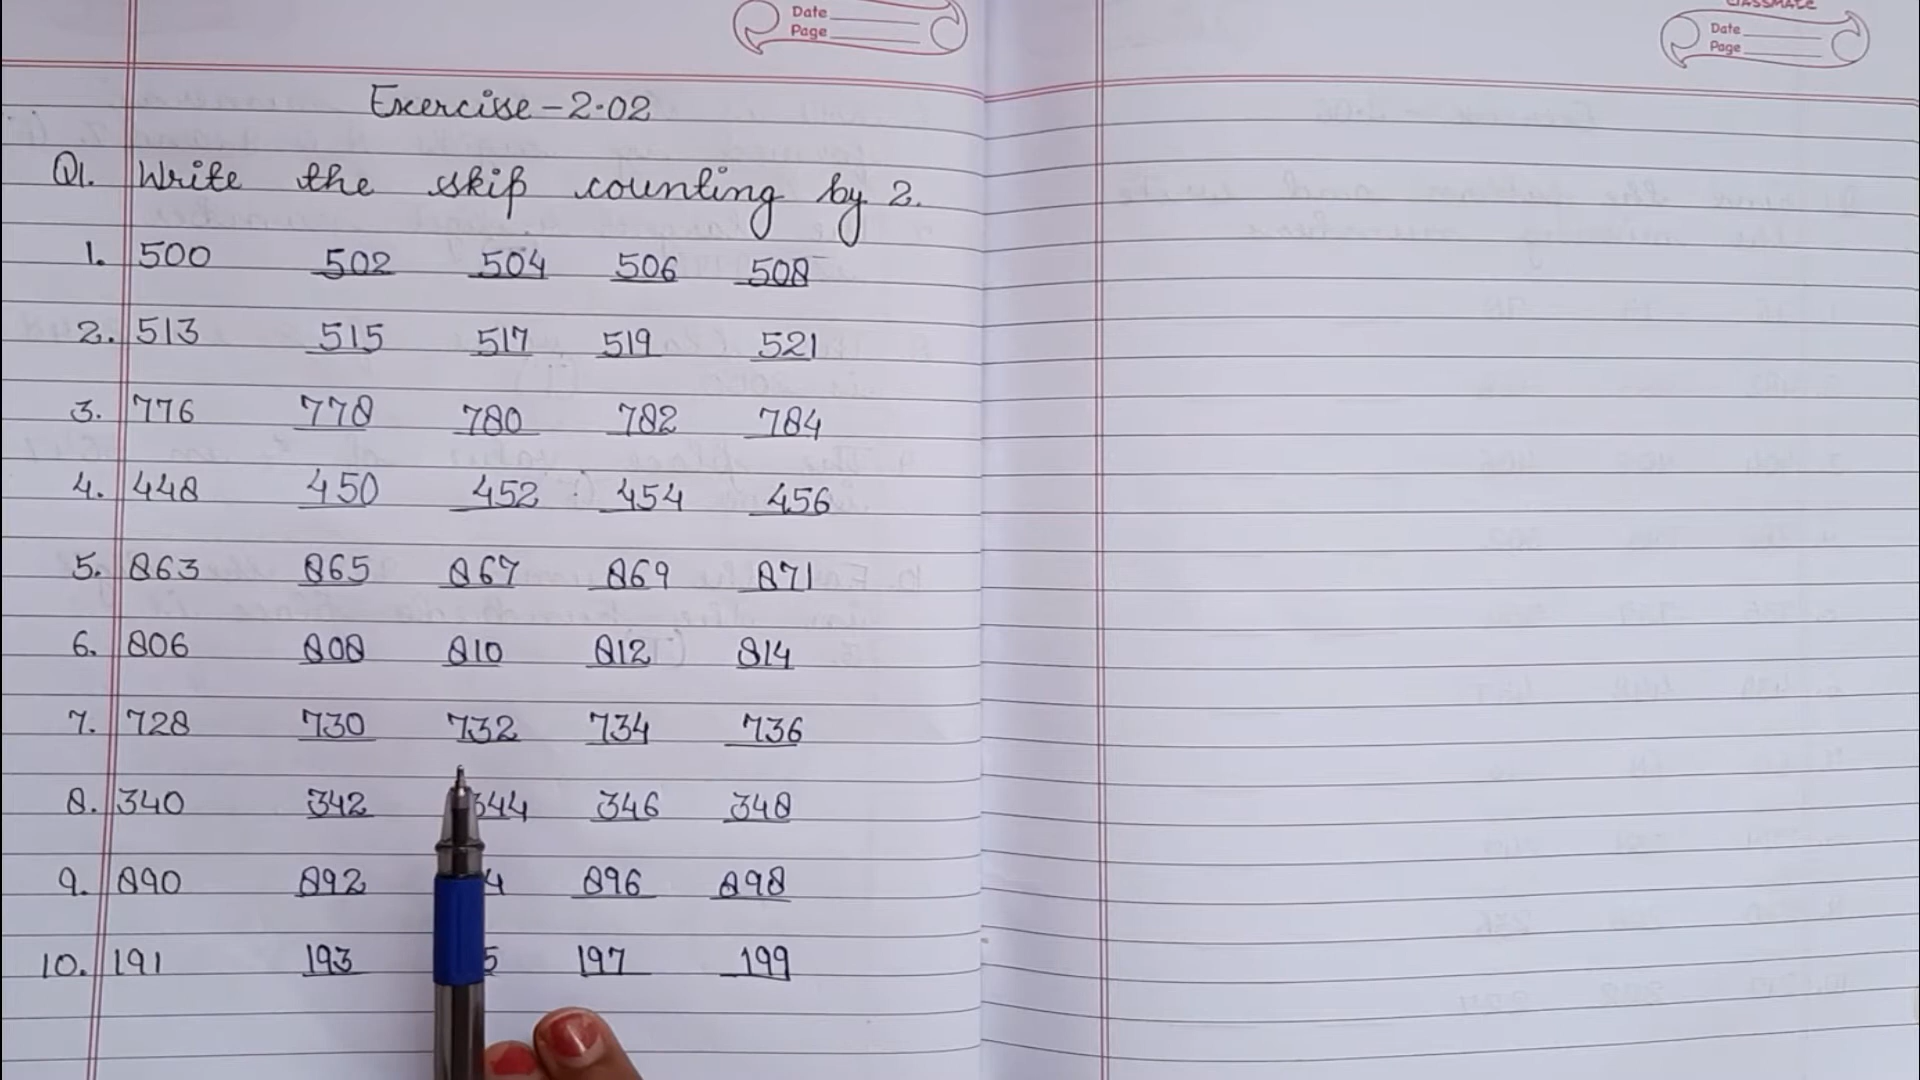 Date
Page
CLASSMATE
Date
Page
Exercise - 2.02
Q1. Write the skip counting by 2.
1. 500 502 504 506 508
2. 513 515 517 519 521
3. 776 778 780 782 784
4. 448 450 452 454 456
5. 863 865 867 869 871
6. 806 808 810 812 814
7. 728 730 732 734 736
8. 340 342 344 346 348
9. 890 892 4 896 898
10. 191 193 5 197 199